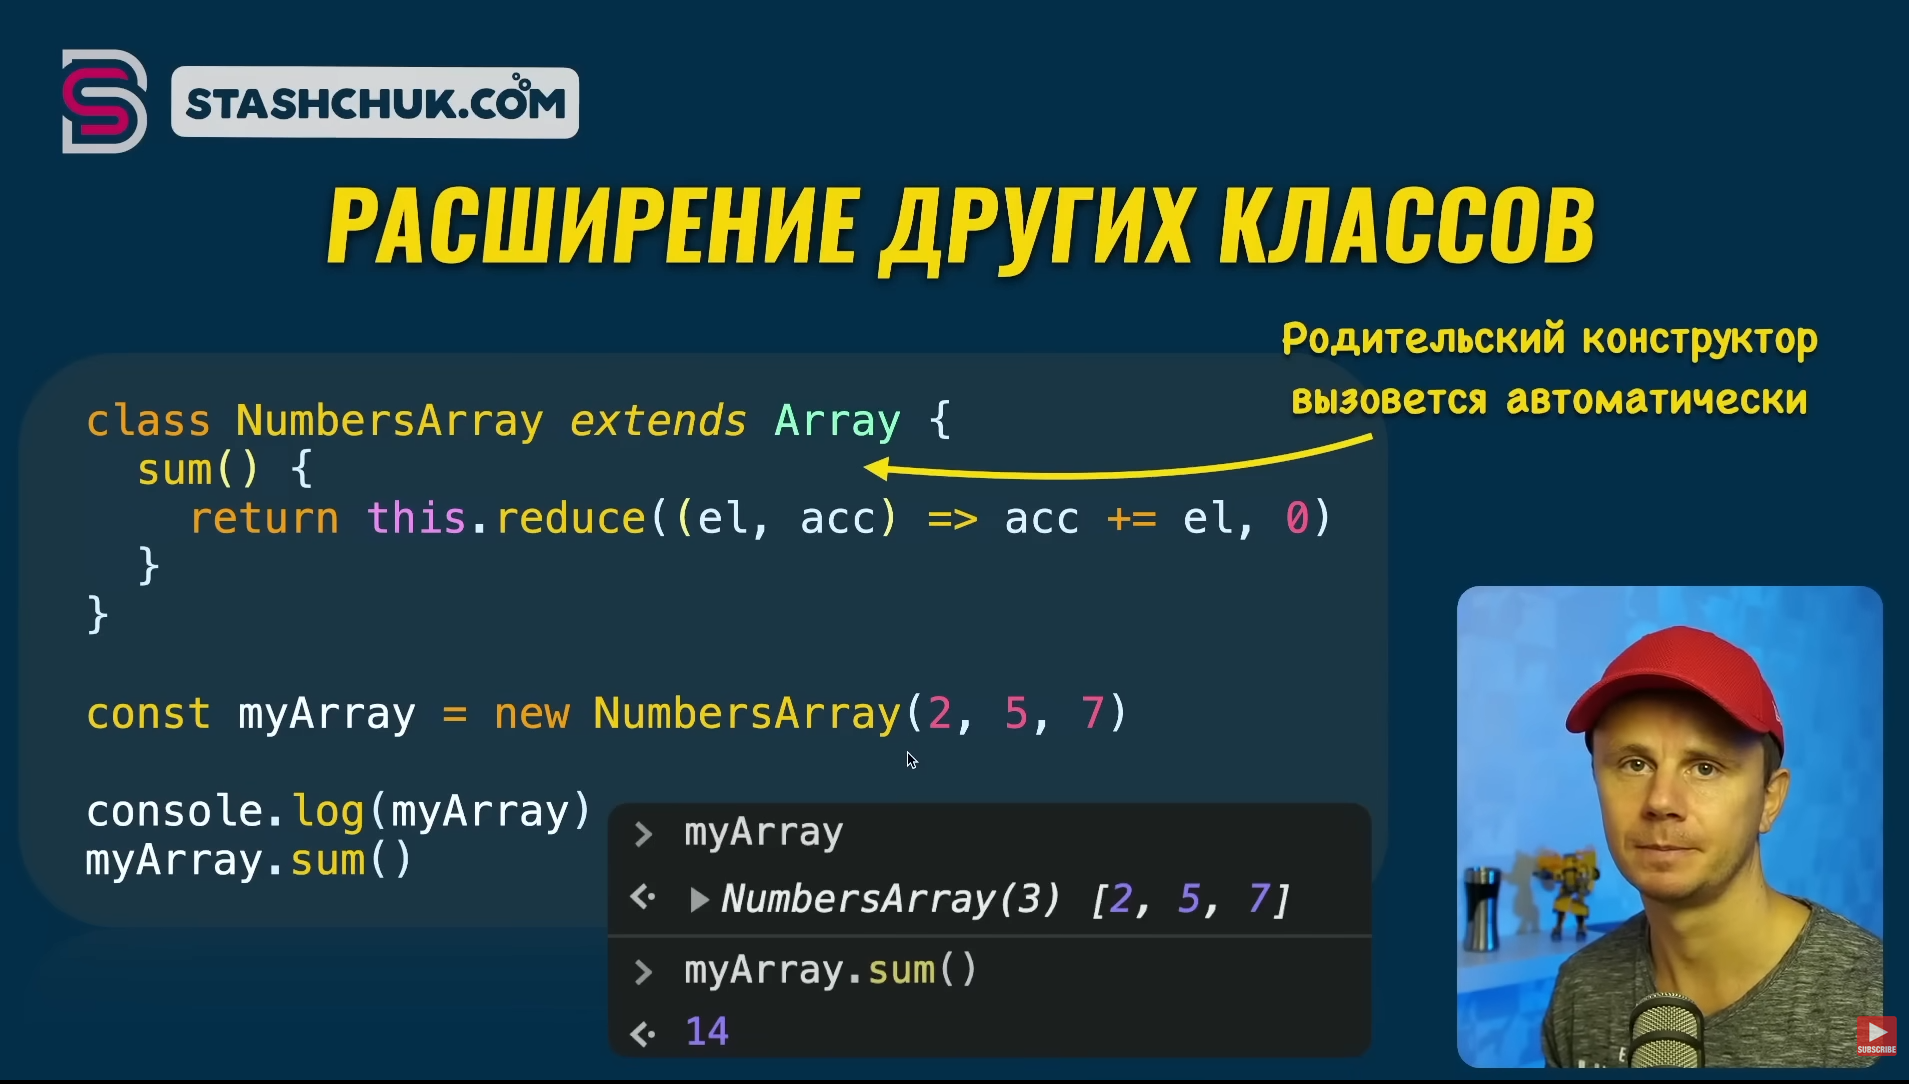 STASHCHUK.COM
РАСШИРЕНИЕ ДРУГИХ КЛАССОВ
Родительский конструктор
вызовется автоматически
class NumbersArray extends Array {
  sum() {
    return this.reduce((el, acc) => acc += el, 0)
  }
}
const myArray = new NumbersArray(2, 5, 7)
console.log(myArray)
myArray.sum()
> myArray
NumbersArray(3) [2, 5, 7]
> myArray.sum()
14
SUBSCRIBE